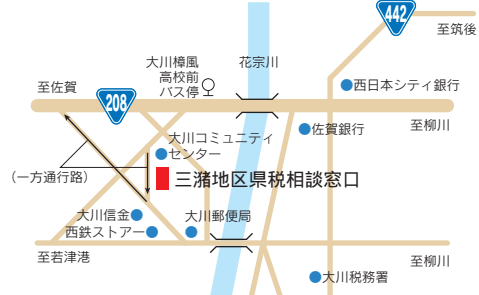 442
至筑後
大川樟風
高校前
バス停
花宗川
至佐賀
西日本シティ銀行
208
佐賀銀行
至柳川
大川コミュニティ
センター
（一方通行路）
三潴地区県税相談窓口
大川信金
大川郵便局
西鉄ストアー
至若津港
至柳川
大川税務署